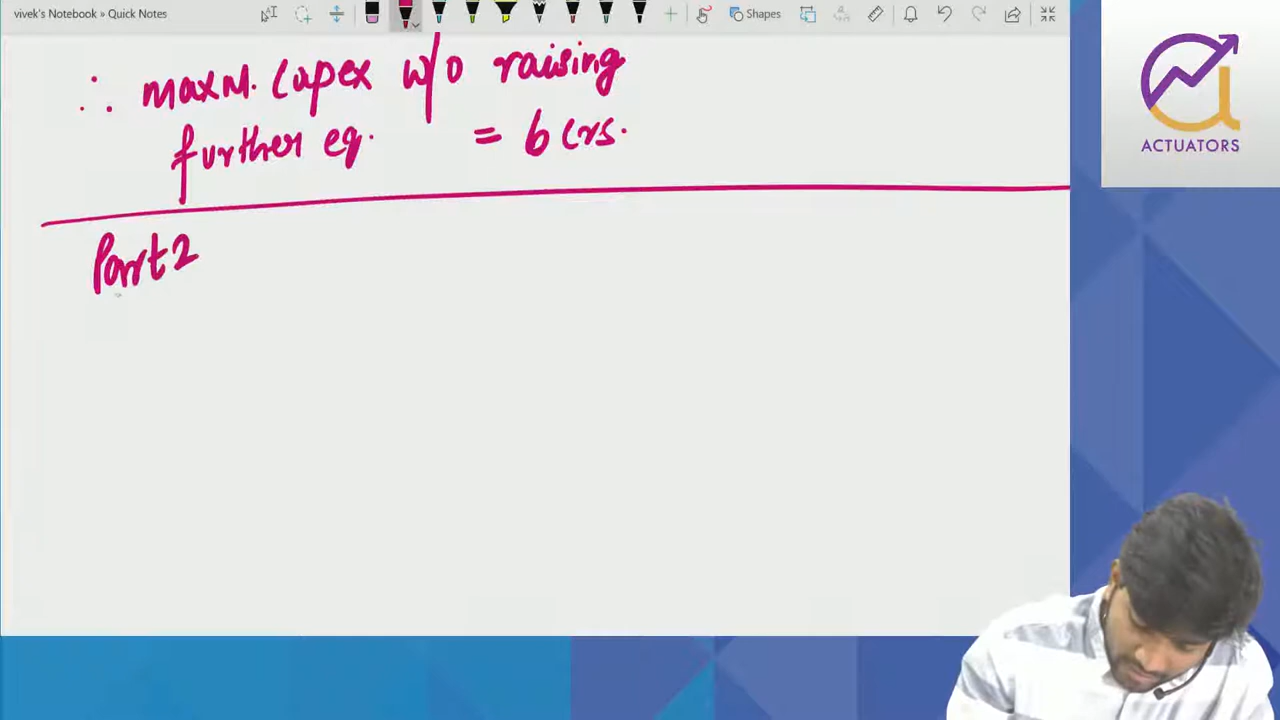 vivek's Notebook » Quick Notes
Shapes
∴ maxm. Capex w/o raising
further eq. = 6 crs.
Part 2
ACTUATORS